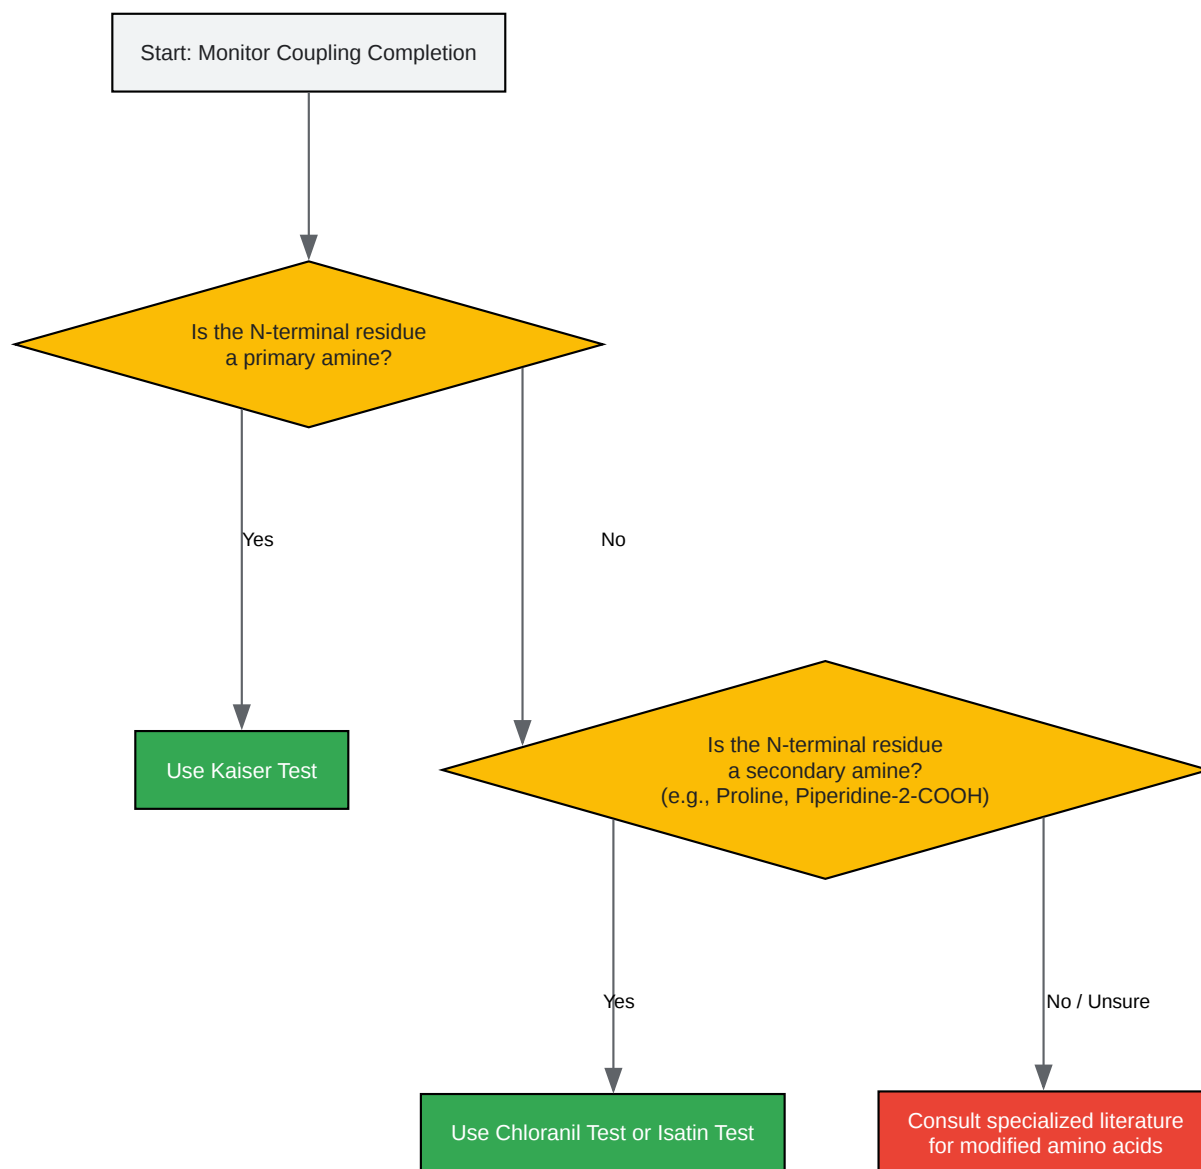 Start: Monitor Coupling Completion
Is the N-terminal residue
a primary amine?
Yes
No
Use Kaiser Test
Is the N-terminal residue
a secondary amine?
(e.g., Proline, Piperidine-2-COOH)
Yes
No / Unsure
Use Chloranil Test or Isatin Test
Consult specialized literature
for modified amino acids